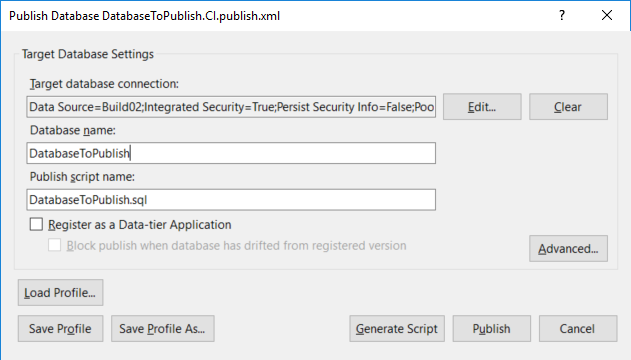 Publish Database DatabaseToPublish.CI.publish.xml
Target Database Settings
Target database connection:
Data Source=Build02;Integrated Security=True;Persist Security Info=False;Poo
Edit...
Clear
Database name:
DatabaseToPublish
Publish script name:
DatabaseToPublish.sql
Register as a Data-tier Application
Block publish when database has drifted from registered version
Advanced...
Load Profile...
Save Profile
Save Profile As...
Generate Script
Publish
Cancel